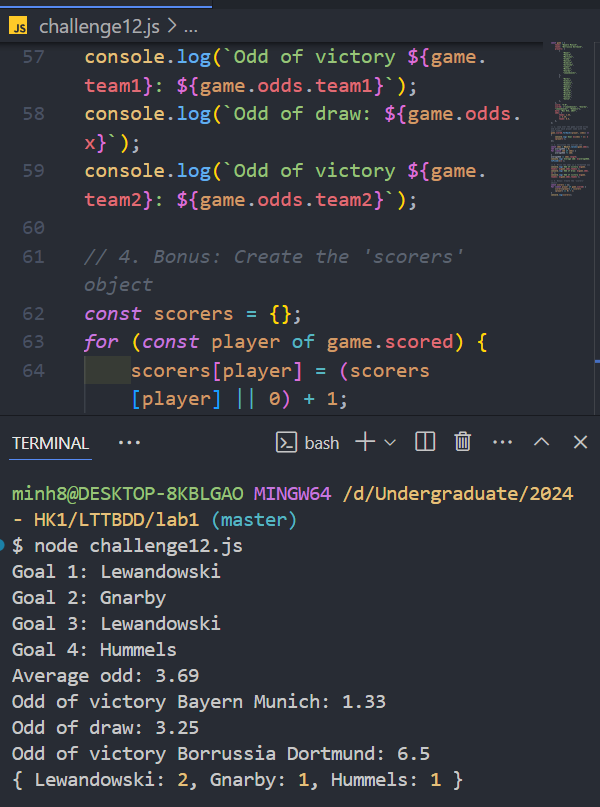 JS challenge12.js > ...
57 console.log(`Odd of victory ${game.
team1}: ${game.odds.team1}`);
58 console.log(`Odd of draw: ${game.odds.
x}`);
59 console.log(`Odd of victory ${game.
team2}: ${game.odds.team2}`);
60
61 // 4. Bonus: Create the 'scorers'
object
62 const scorers = {};
63 for (const player of game.scored) {
64 scorers[player] = (scorers
[player] || 0) + 1;
TERMINAL ... bash ...
minh8@DESKTOP-8KBLGAO MINGW64 /d/Undergraduate/2024
- HK1/LTTBDD/lab1 (master)
$ node challenge12.js
Goal 1: Lewandowski
Goal 2: Gnarby
Goal 3: Lewandowski
Goal 4: Hummels
Average odd: 3.69
Odd of victory Bayern Munich: 1.33
Odd of draw: 3.25
Odd of victory Borrussia Dortmund: 6.5
{ Lewandowski: 2, Gnarby: 1, Hummels: 1 }